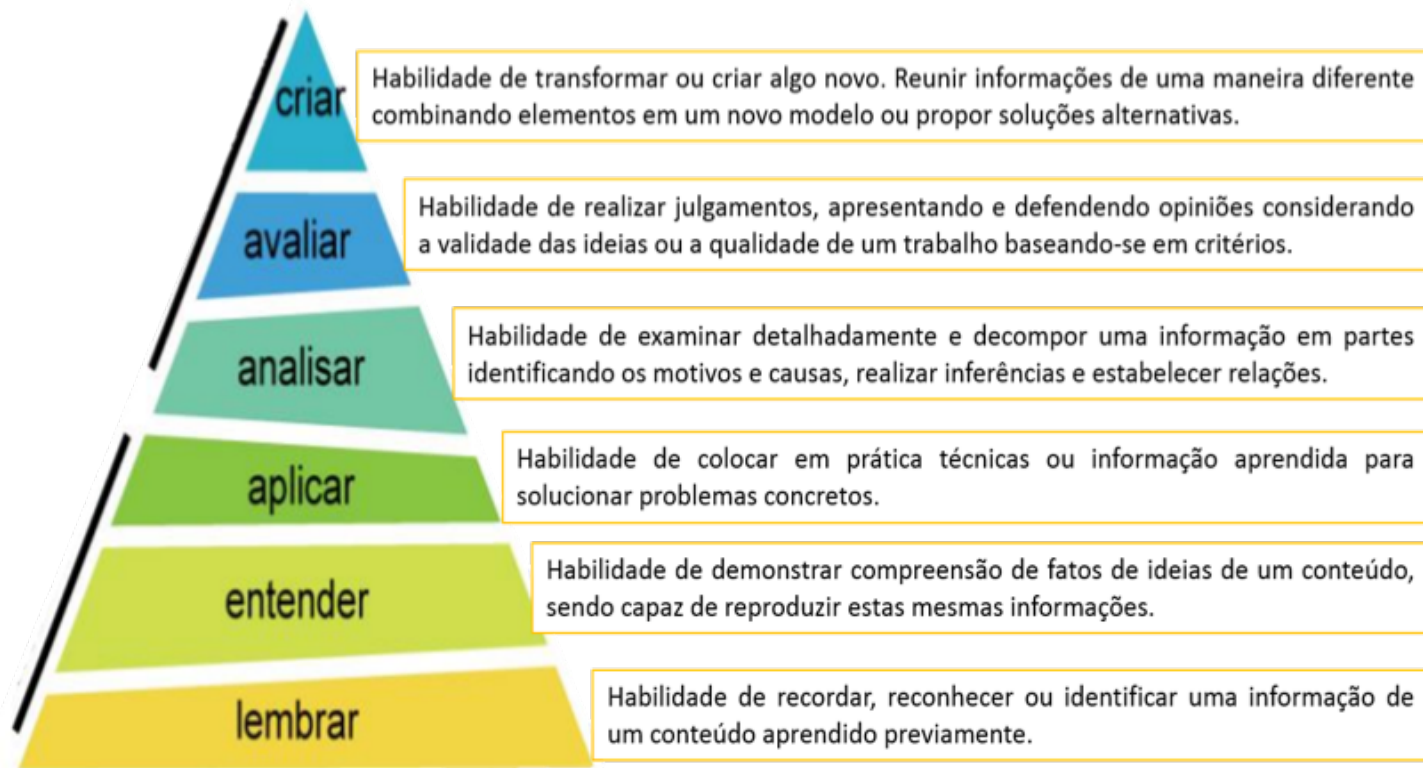 criar
Habilidade de transformar ou criar algo novo. Reunir informações de uma maneira diferente
combinando elementos em um novo modelo ou propor soluções alternativas.
avaliar
Habilidade de realizar julgamentos, apresentando e defendendo opiniões considerando
a validade das ideias ou a qualidade de um trabalho baseando-se em critérios.
analisar
Habilidade de examinar detalhadamente e decompor uma informação em partes
identificando os motivos e causas, realizar inferências e estabelecer relações.
aplicar
Habilidade de colocar em prática técnicas ou informação aprendida para
solucionar problemas concretos.
entender
Habilidade de demonstrar compreensão de fatos de ideias de um conteúdo,
sendo capaz de reproduzir estas mesmas informações.
lembrar
Habilidade de recordar, reconhecer ou identificar uma informação de
um conteúdo aprendido previamente.